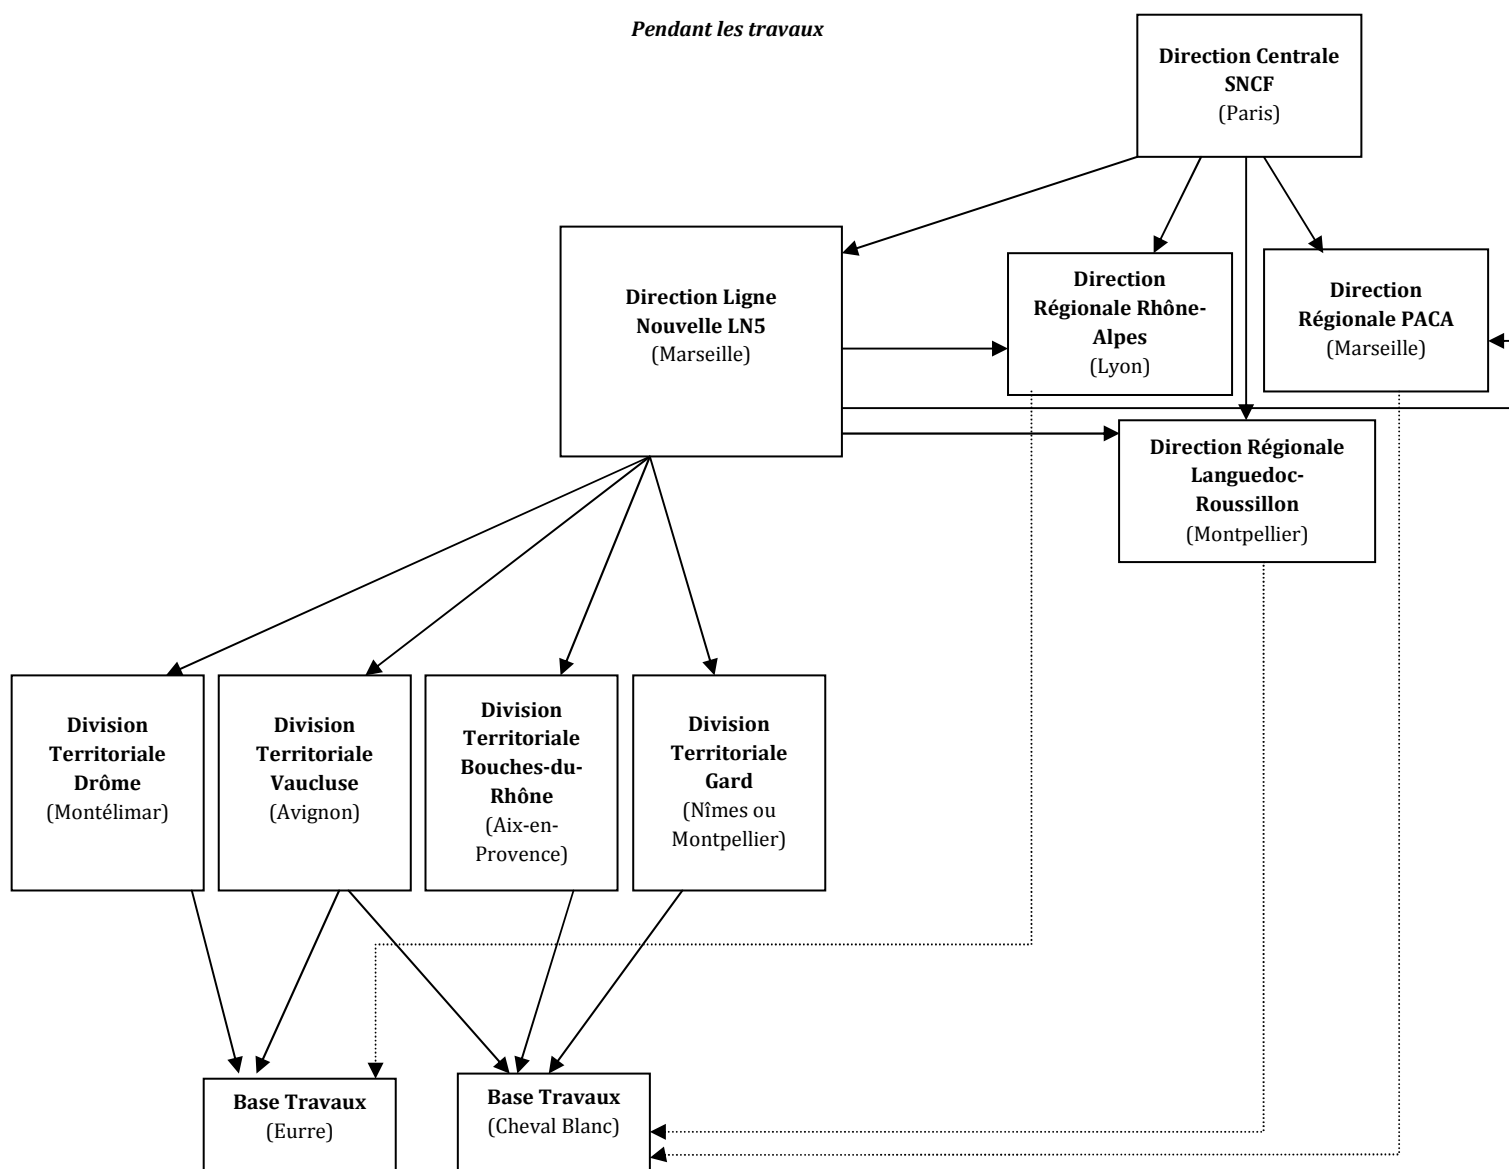 Pendant les travaux
Direction Centrale
SNCF
(Paris)
Direction Ligne
Nouvelle LN5
(Marseille)
Direction
Régionale Rhône-
Alpes
(Lyon)
Direction
Régionale PACA
(Marseille)
Direction Régionale
Languedoc-
Roussillon
(Montpellier)
Division
Territoriale
Drôme
(Montélimar)
Division
Territoriale
Vaucluse
(Avignon)
Division
Territoriale
Bouches-du-
Rhône
(Aix-en-
Provence)
Division
Territoriale
Gard
(Nîmes ou
Montpellier)
Base Travaux
(Eurre)
Base Travaux
(Cheval Blanc)